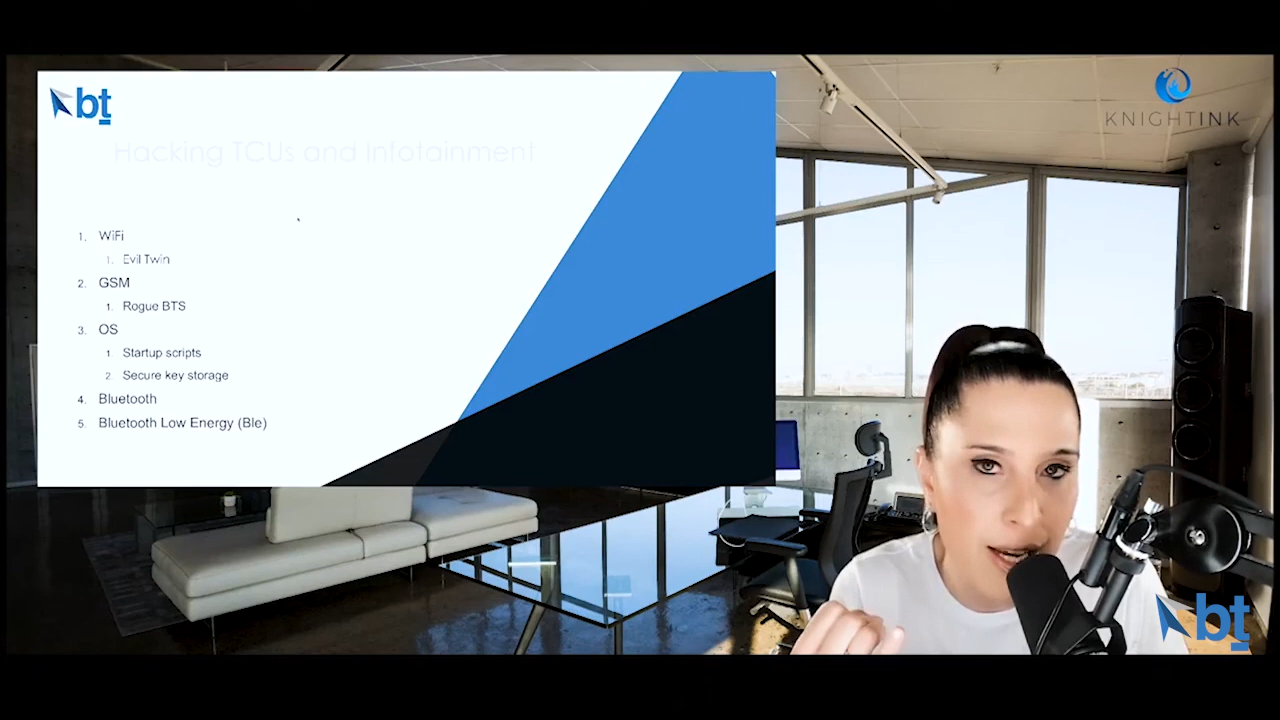 bt
KNIGHTINK
Hacking TCUs and Infotainment
1. WiFi
1. Evil Twin
2. GSM
1. Rogue BTS
3. OS
1. Startup scripts
2. Secure key storage
4. Bluetooth
5. Bluetooth Low Energy (Ble)
bt